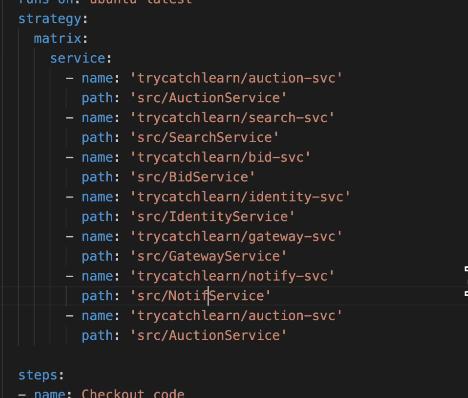 runs-on: ubuntu-latest
strategy:
matrix:
service:
- name: 'trycatchlearn/auction-svc'
path: 'src/AuctionService'
- name: 'trycatchlearn/search-svc'
path: 'src/SearchService'
- name: 'trycatchlearn/bid-svc'
path: 'src/BidService'
- name: 'trycatchlearn/identity-svc'
path: 'src/IdentityService'
- name: 'trycatchlearn/gateway-svc'
path: 'src/GatewayService'
- name: 'trycatchlearn/notify-svc'
path: 'src/NotifService'
- name: 'trycatchlearn/auction-svc'
path: 'src/AuctionService'
steps:
- name: Checkout code